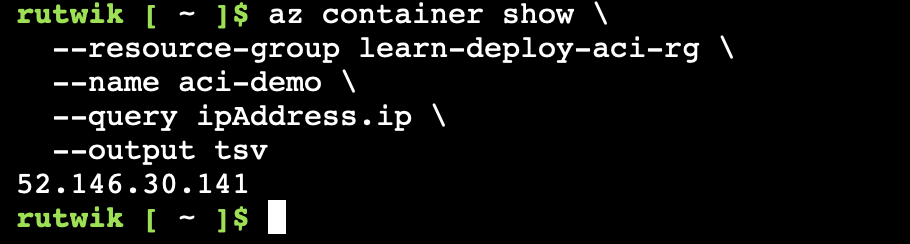 rutwik [ ~ ]$ az container show \
  --resource-group learn-deploy-aci-rg \
  --name aci-demo \
  --query ipAddress.ip \
  --output tsv
52.146.30.141
rutwik [ ~ ]$